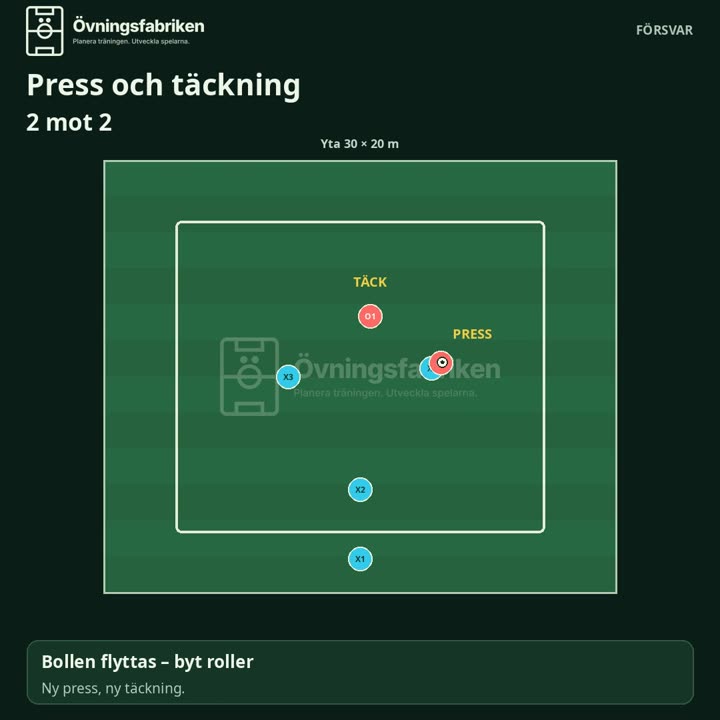 Övningsfabriken
Planera träningen. Utveckla spelarna.
FÖRSVAR
Press och täckning
2 mot 2
Yta 30 × 20 m
TÄCK
O1
PRESS
Övningsfabriken
Planera träningen. Utveckla spelarna.
X3
X2
X1
Bollen flyttas – byt roller
Ny press, ny täckning.